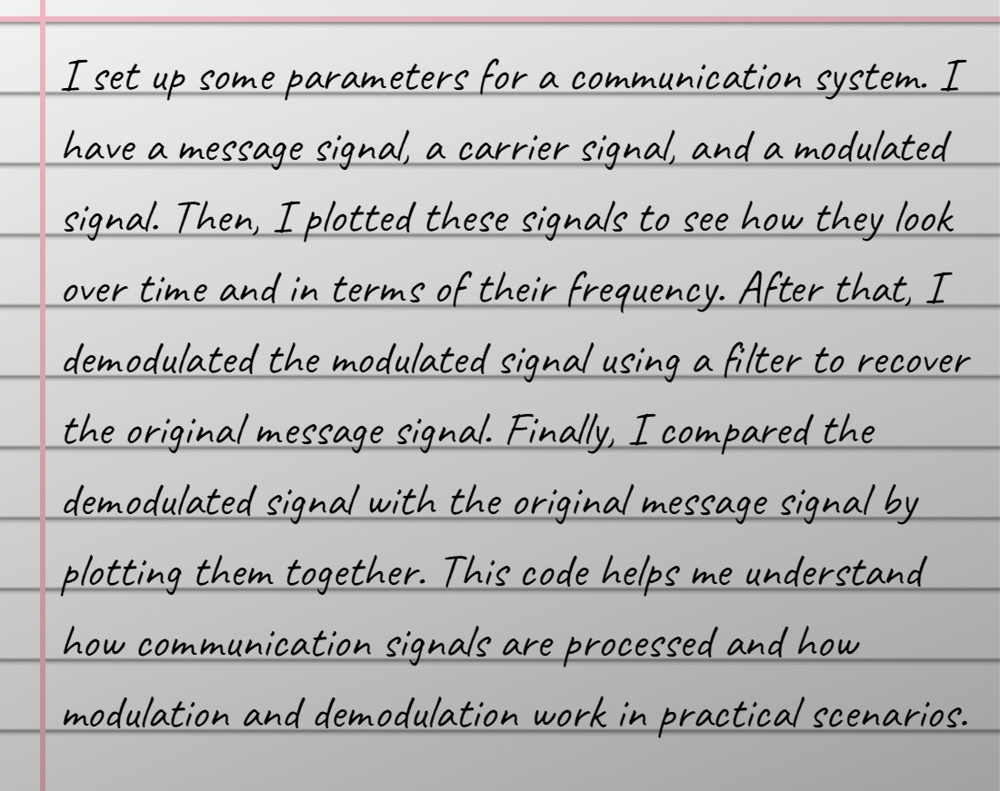 I set up some parameters for a communication system. I
have a message signal, a carrier signal, and a modulated
signal. Then, I plotted these signals to see how they look
over time and in terms of their frequency. After that, I
demodulated the modulated signal using a filter to recover
the original message signal. Finally, I compared the
demodulated signal with the original message signal by
plotting them together. This code helps me understand
how communication signals are processed and how
modulation and demodulation work in practical scenarios.